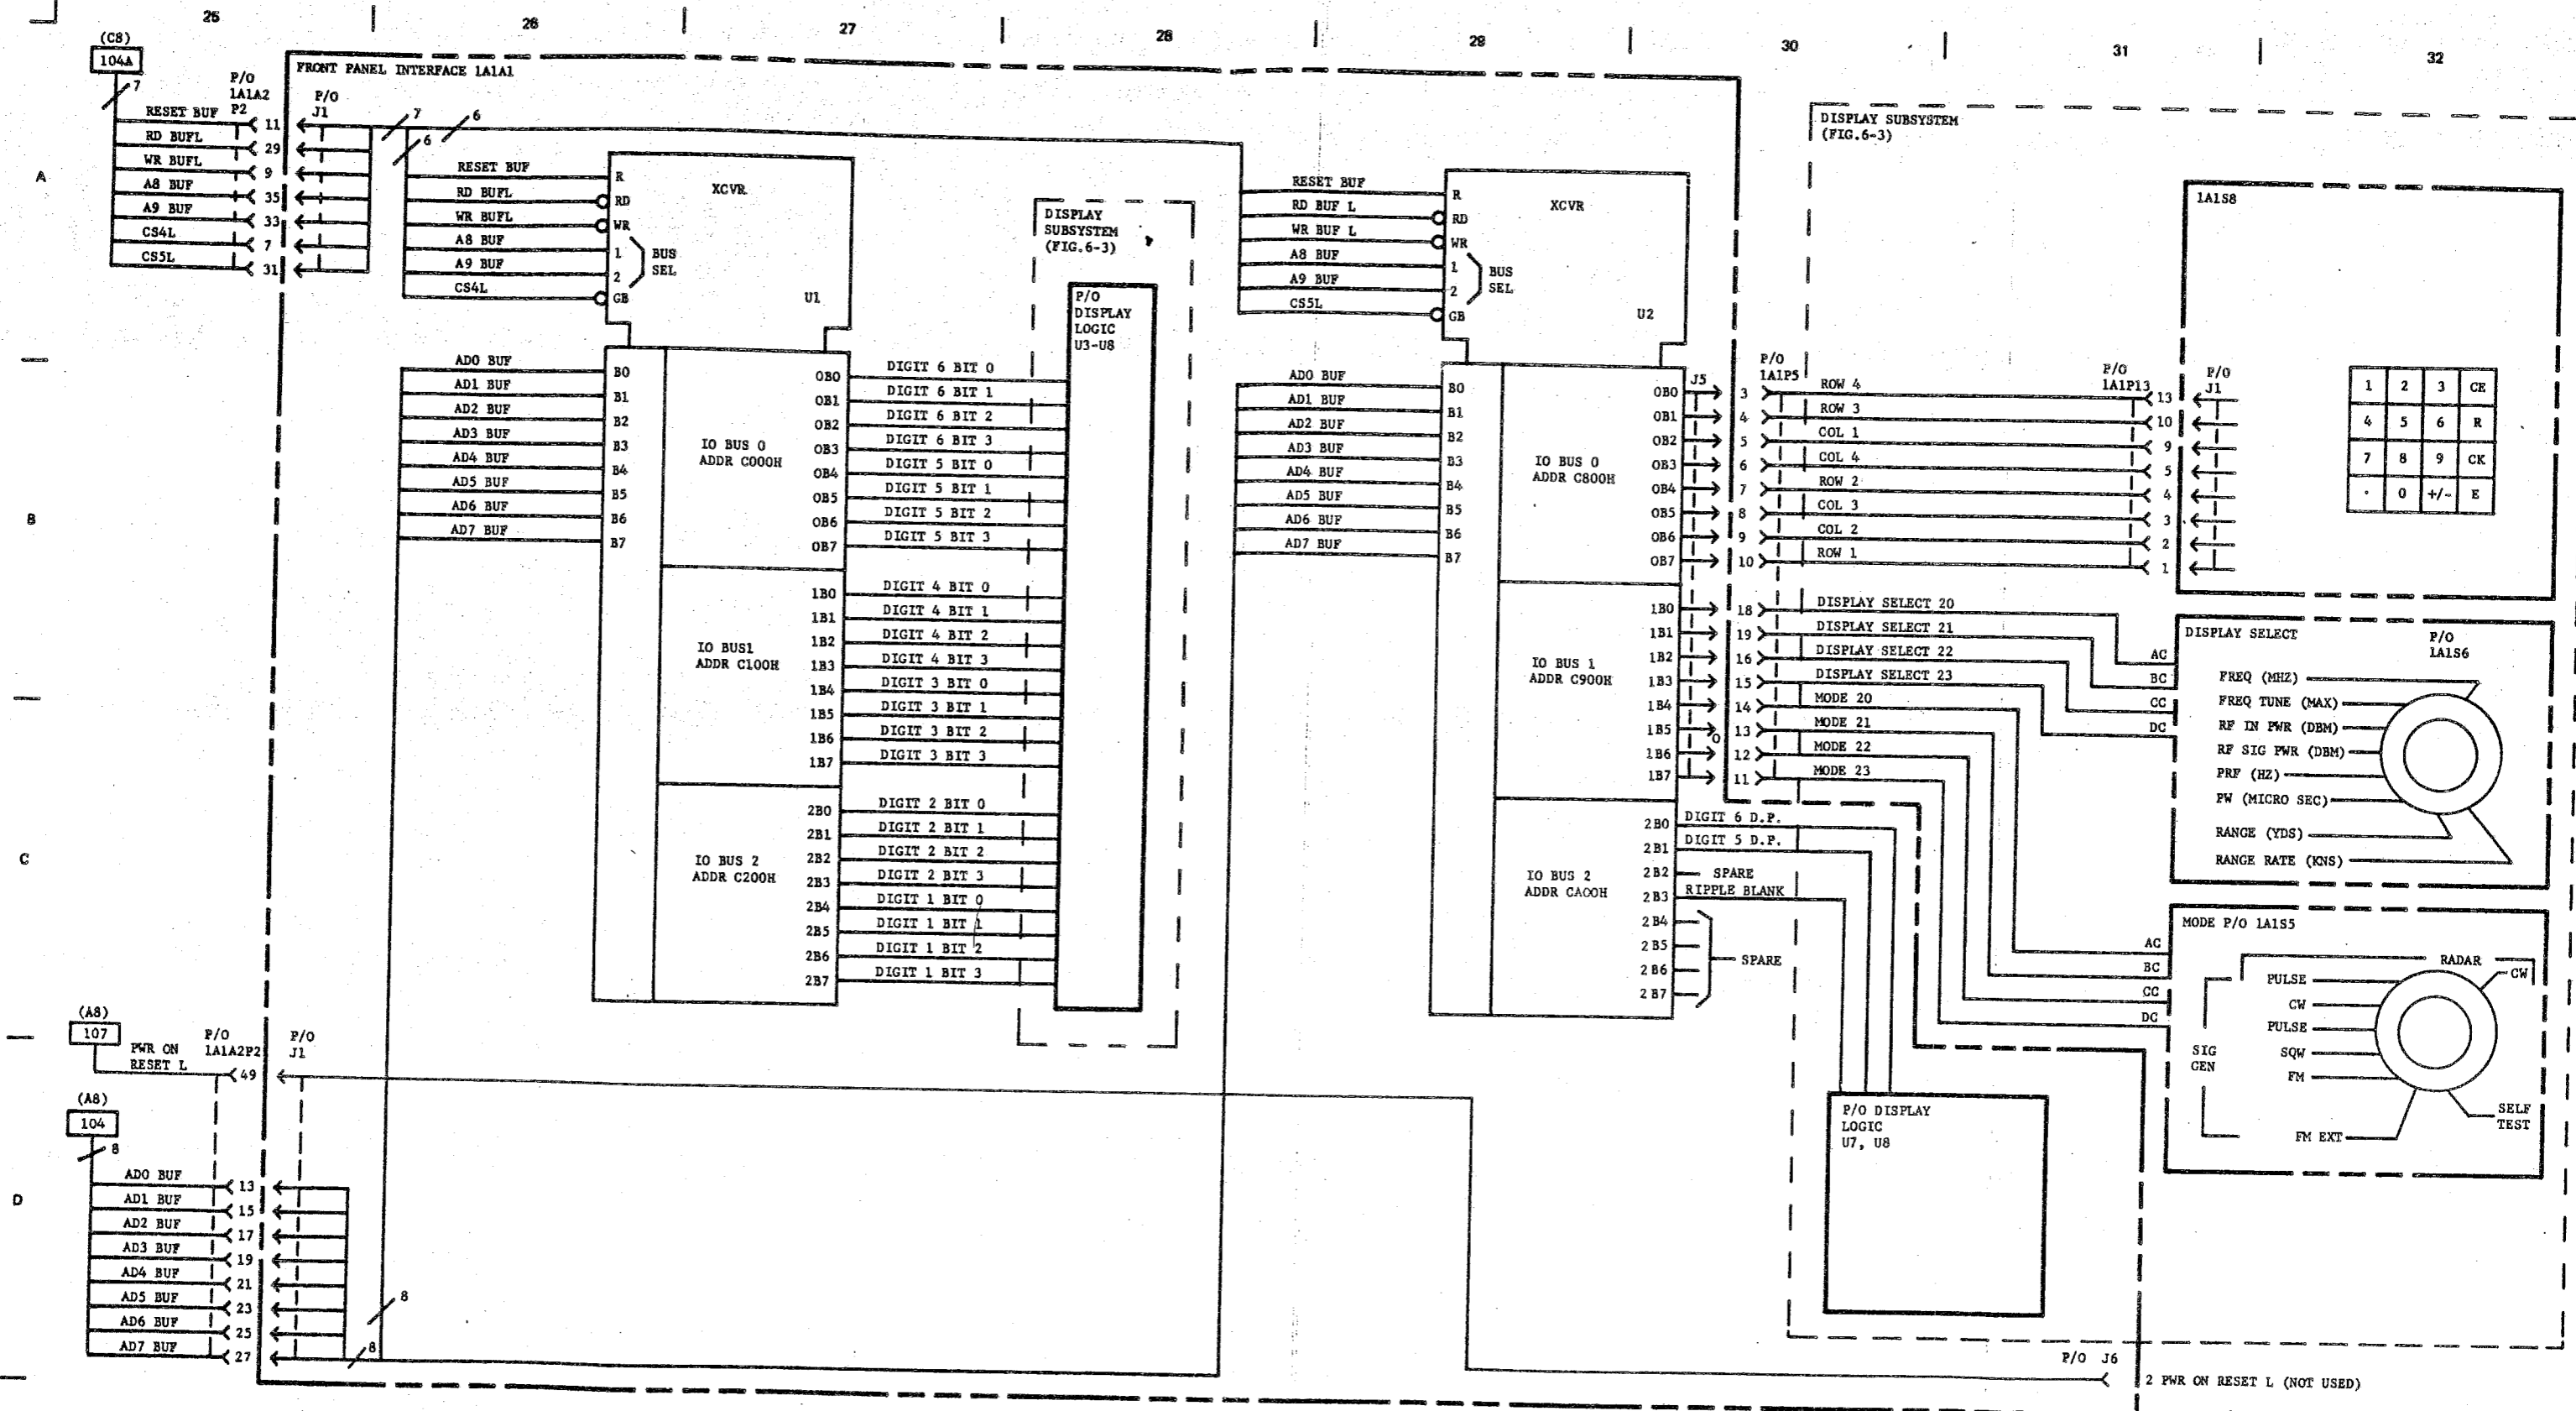 25
26
27
28
29
30
31
32
A
B
C
D
(C8)
104A
7
P/O
1A1A2
P2
RESET BUF
11
RD BUFL
29
WR BUFL
9
A8 BUF
35
A9 BUF
33
CS4L
7
CS5L
31
FRONT PANEL INTERFACE 1A1A1
P/O
J1
7
6
6
RESET BUF
RD BUFL
WR BUFL
A8 BUF
A9 BUF
CS4L
R
RD
WR
1
2
GB
BUS
SEL
XCVR
U1
AD0 BUF
AD1 BUF
AD2 BUF
AD3 BUF
AD4 BUF
AD5 BUF
AD6 BUF
AD7 BUF
B0
B1
B2
B3
B4
B5
B6
B7
IO BUS 0
ADDR C000H
IO BUS1
ADDR C100H
IO BUS 2
ADDR C200H
0B0
0B1
0B2
0B3
0B4
0B5
0B6
0B7
1B0
1B1
1B2
1B3
1B4
1B5
1B6
1B7
2B0
2B1
2B2
2B3
2B4
2B5
2B6
2B7
DIGIT 6 BIT 0
DIGIT 6 BIT 1
DIGIT 6 BIT 2
DIGIT 6 BIT 3
DIGIT 5 BIT 0
DIGIT 5 BIT 1
DIGIT 5 BIT 2
DIGIT 5 BIT 3
DIGIT 4 BIT 0
DIGIT 4 BIT 1
DIGIT 4 BIT 2
DIGIT 4 BIT 3
DIGIT 3 BIT 0
DIGIT 3 BIT 1
DIGIT 3 BIT 2
DIGIT 3 BIT 3
DIGIT 2 BIT 0
DIGIT 2 BIT 1
DIGIT 2 BIT 2
DIGIT 2 BIT 3
DIGIT 1 BIT 0
DIGIT 1 BIT 1
DIGIT 1 BIT 2
DIGIT 1 BIT 3
DISPLAY
SUBSYSTEM
(FIG.6-3)
P/O
DISPLAY
LOGIC
U3-U8
RESET BUF
RD BUF L
WR BUF L
A8 BUF
A9 BUF
CS5L
R
RD
WR
1
2
GB
BUS
SEL
XCVR
U2
AD0 BUF
AD1 BUF
AD2 BUF
AD3 BUF
AD4 BUF
AD5 BUF
AD6 BUF
AD7 BUF
B0
B1
B2
B3
B4
B5
B6
B7
IO BUS 0
ADDR C800H
IO BUS 1
ADDR C900H
IO BUS 2
ADDR CA00H
0B0
0B1
0B2
0B3
0B4
0B5
0B6
0B7
1B0
1B1
1B2
1B3
1B4
1B5
1B6
1B7
2B0
2B1
2B2
2B3
2B4
2B5
2B6
2B7
DIGIT 6 D.P.
DIGIT 5 D.P.
SPARE
RIPPLE BLANK
SPARE
J5
P/O
1A1P5
3
4
5
6
7
8
9
10
18
19
16
15
14
13
12
11
DISPLAY SUBSYSTEM
(FIG.6-3)
ROW 4
ROW 3
COL 1
COL 4
ROW 2
COL 3
COL 2
ROW 1
DISPLAY SELECT 20
DISPLAY SELECT 21
DISPLAY SELECT 22
DISPLAY SELECT 23
MODE 20
MODE 21
MODE 22
MODE 23
P/O
1A1P13
13
10
9
5
4
3
2
1
P/O
J1
1A1S8
1 2 3 CE
4 5 6 R
7 8 9 CK
. 0 +/- E
AC
BC
CC
DC
DISPLAY SELECT
P/O
1A1S6
FREQ (MHZ)
FREQ TUNE (MAX)
RF IN PWR (DBM)
RF SIG PWR (DBM)
PRF (HZ)
PW (MICRO SEC)
RANGE (YDS)
RANGE RATE (KNS)
AC
BC
CC
DC
MODE P/O 1A1S5
RADAR
PULSE
CW
CW
PULSE
SQW
FM
SIG
GEN
FM EXT
SELF
TEST
P/O DISPLAY
LOGIC
U7, U8
(A8)
107
PWR ON
RESET L
P/O
1A1A2P2
49
P/O
J1
(A8)
104
8
AD0 BUF
13
AD1 BUF
15
AD2 BUF
17
AD3 BUF
19
AD4 BUF
21
AD5 BUF
23
AD6 BUF
25
AD7 BUF
27
8
8
P/O J6
2 PWR ON RESET L (NOT USED)